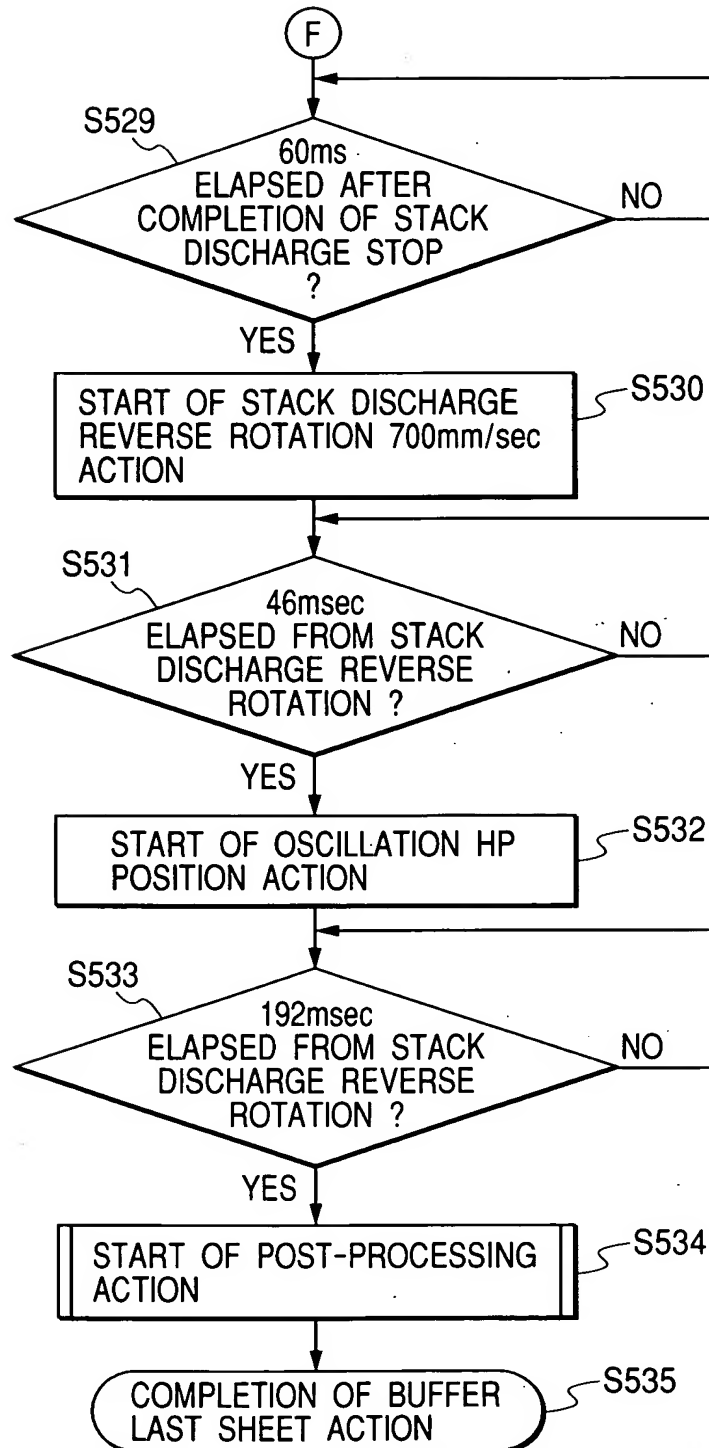 F
S529
60ms
ELAPSED AFTER
COMPLETION OF STACK
DISCHARGE STOP
?
NO
YES
START OF STACK DISCHARGE
REVERSE ROTATION 700mm/sec
ACTION
S530
S531
46msec
ELAPSED FROM STACK
DISCHARGE REVERSE
ROTATION ?
NO
YES
START OF OSCILLATION HP
POSITION ACTION
S532
S533
192msec
ELAPSED FROM STACK
DISCHARGE REVERSE
ROTATION ?
NO
YES
START OF POST-PROCESSING
ACTION
S534
COMPLETION OF BUFFER
LAST SHEET ACTION
S535